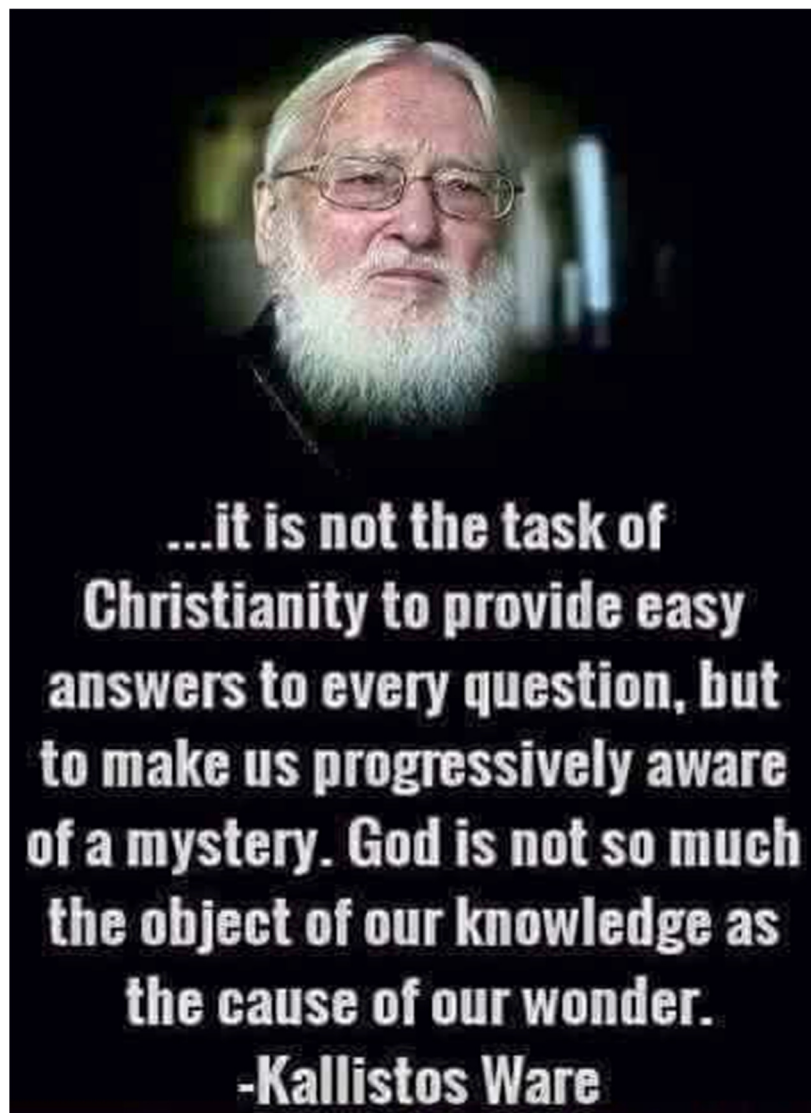 ...it is not the task of
Christianity to provide easy
answers to every question, but
to make us progressively aware
of a mystery. God is not so much
the object of our knowledge as
the cause of our wonder.
-Kallistos Ware